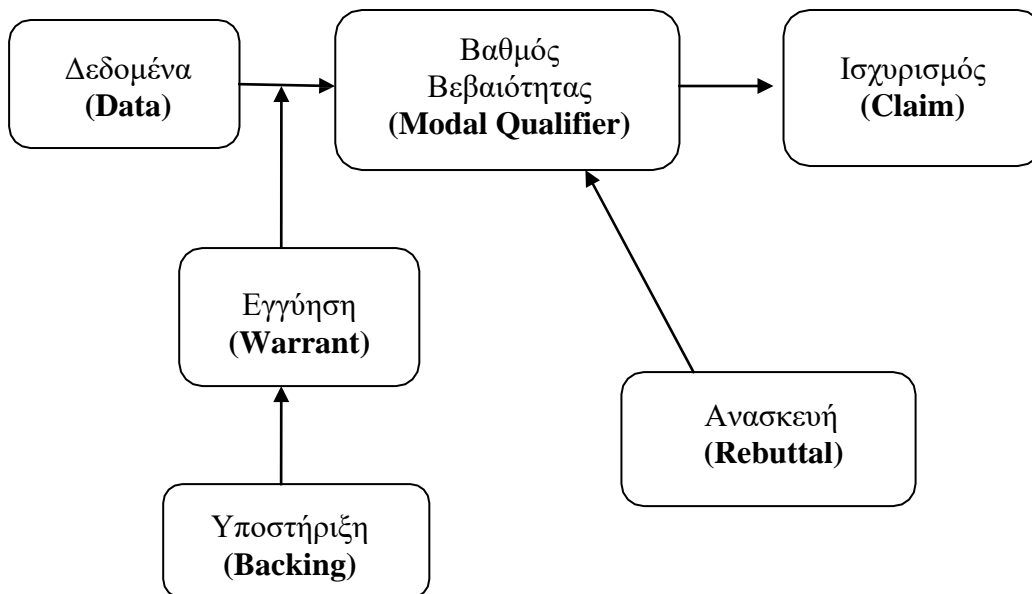 Δεδομένα
(Data)
Βαθμός
Βεβαιότητας
(Modal Qualifier)
Ισχυρισμός
(Claim)
Εγγύηση
(Warrant)
Ανασκευή
(Rebuttal)
Υποστήριξη
(Backing)